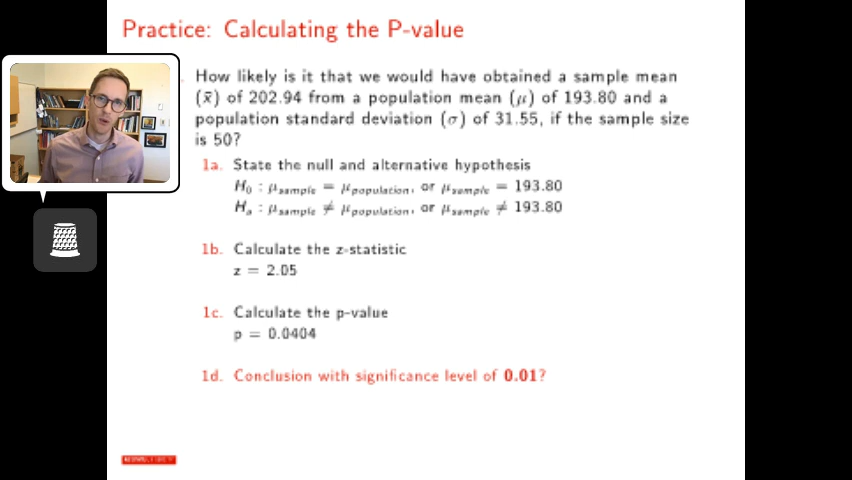 Practice: Calculating the P-value
How likely is it that we would have obtained a sample mean
(x̄) of 202.94 from a population mean (μ) of 193.80 and a
population standard deviation (σ) of 31.55, if the sample size
is 50?
1a. State the null and alternative hypothesis
H₀ : μsample = μpopulation, or μsample = 193.80
Hₐ : μsample ≠ μpopulation, or μsample ≠ 193.80
1b. Calculate the z-statistic
z = 2.05
1c. Calculate the p-value
p = 0.0404
1d. Conclusion with significance level of 0.01?